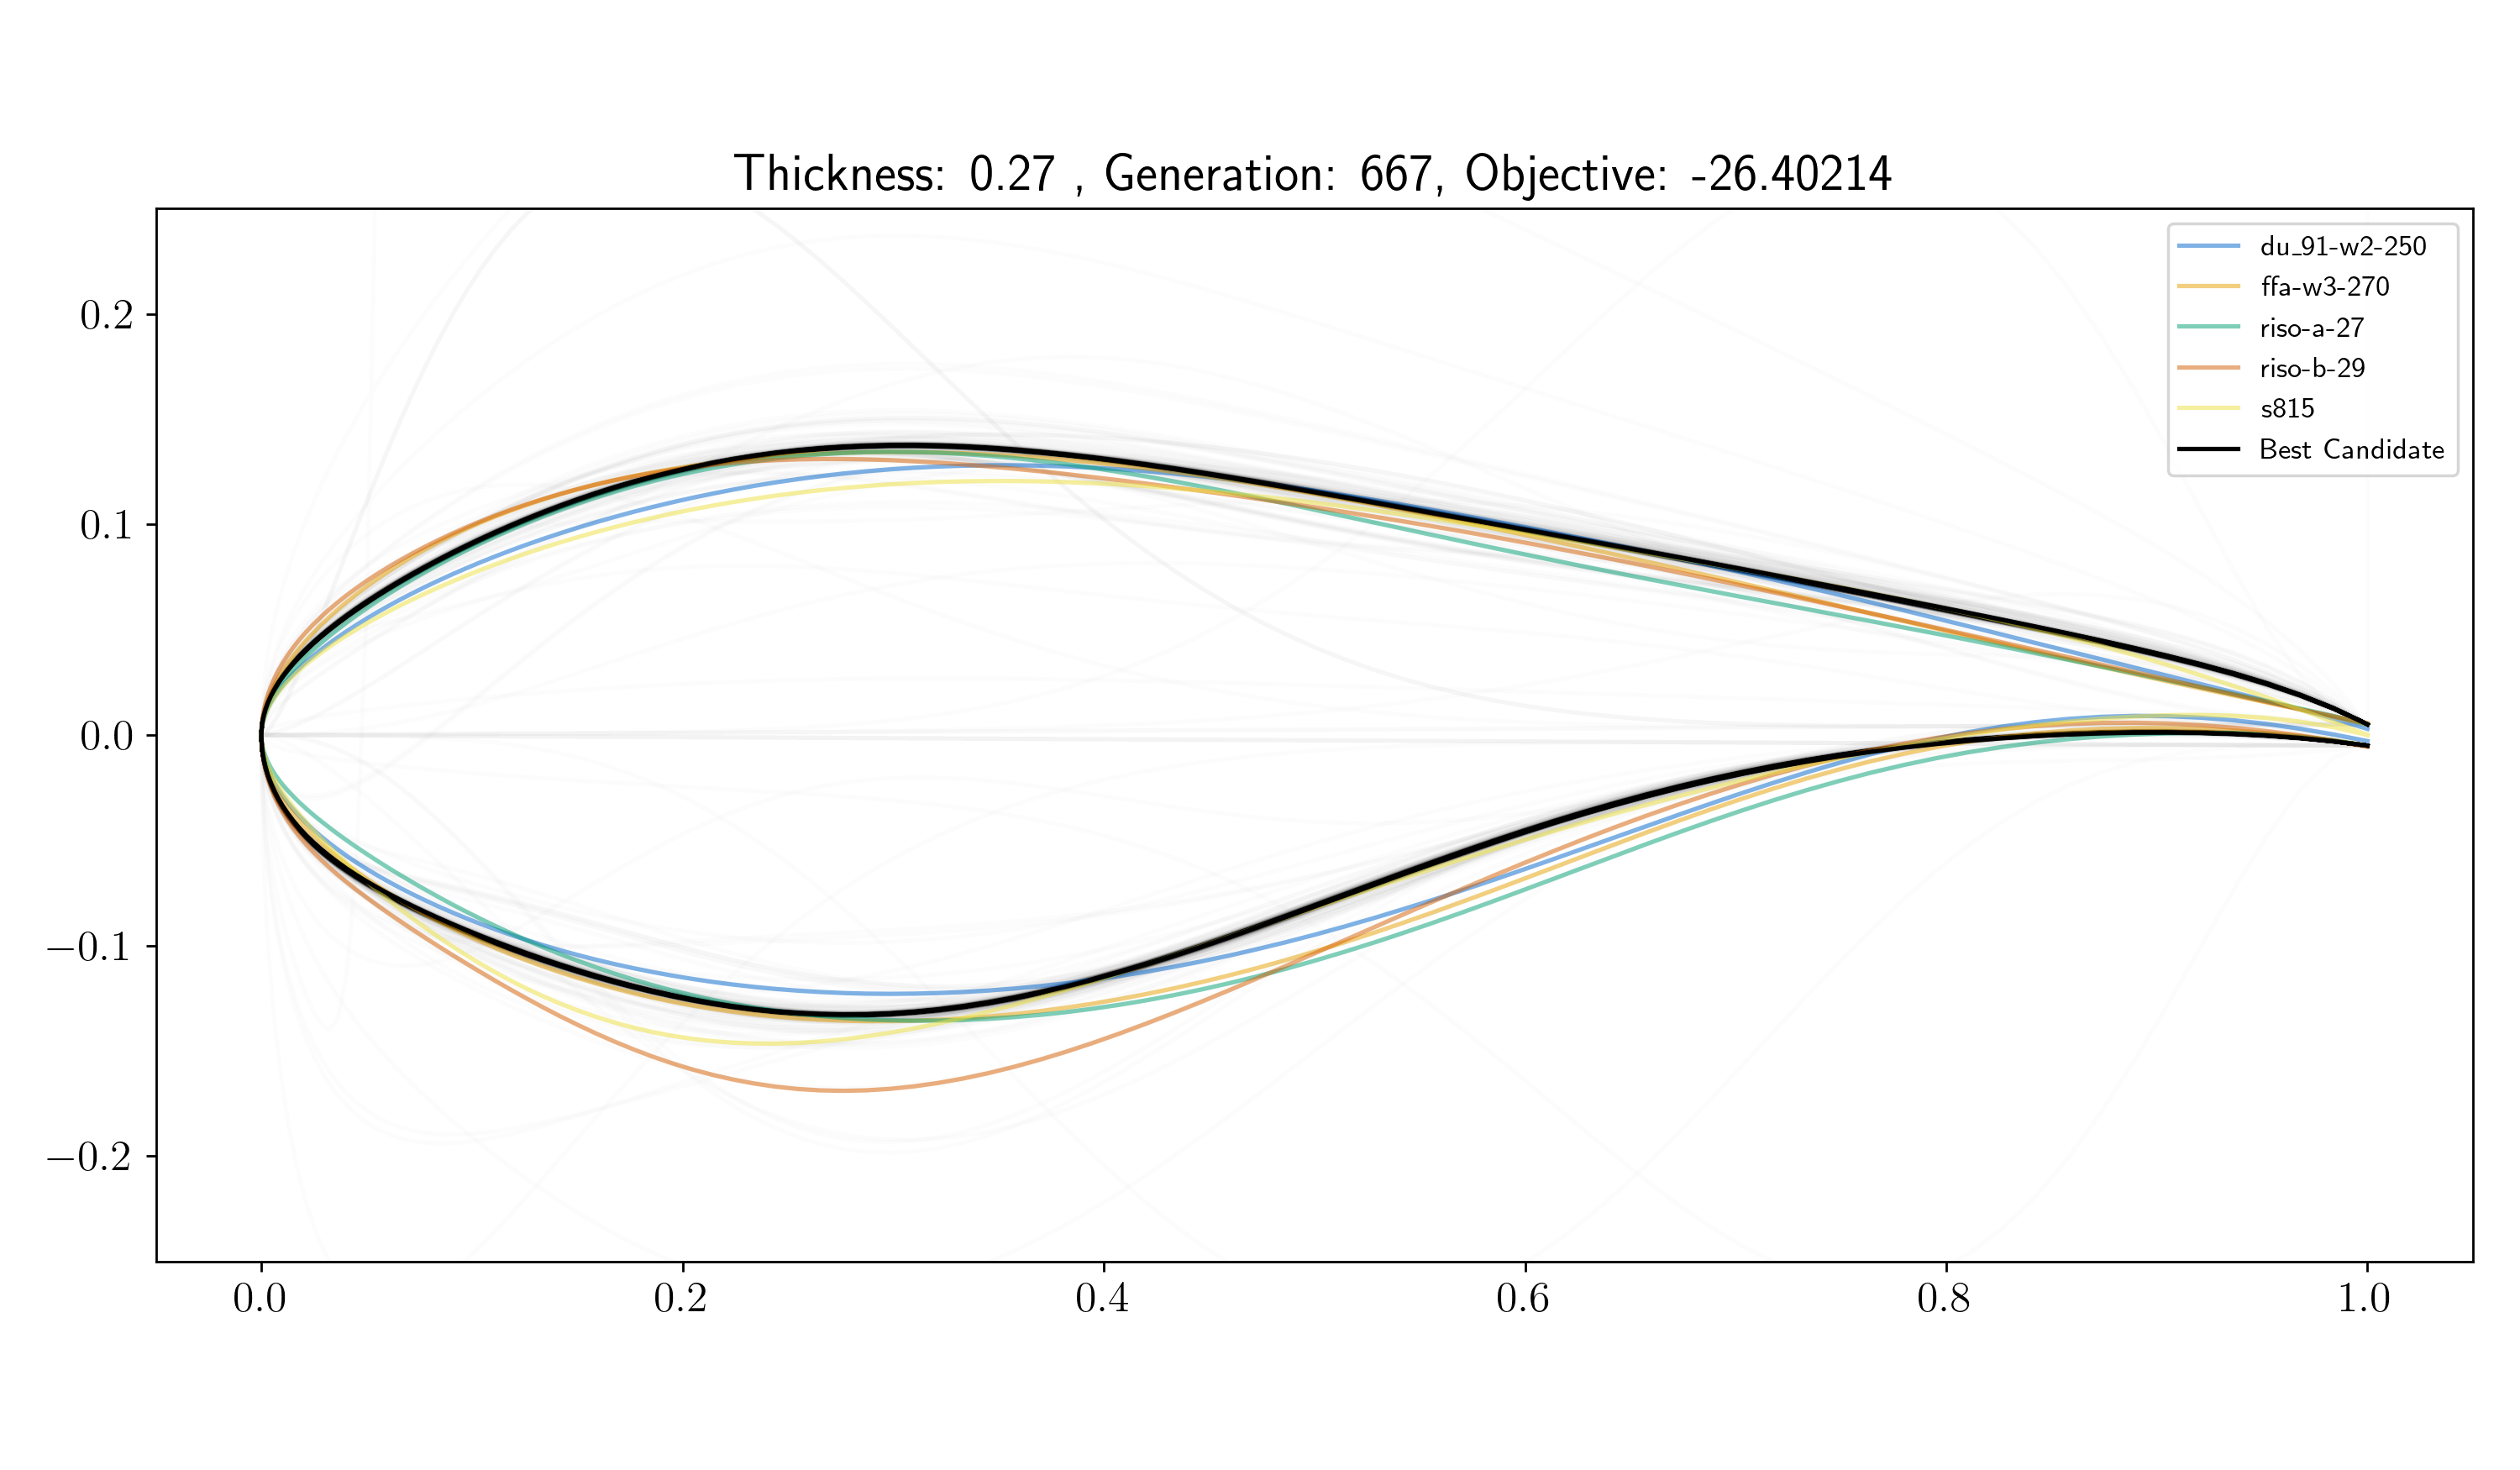 Thickness: 0.27 , Generation: 667, Objective: -26.40214
du_91-w2-250
ffa-w3-270
riso-a-27
riso-b-29
s815
Best Candidate
0.2
0.1
0.0
−0.1
−0.2
0.0 0.2 0.4 0.6 0.8 1.0